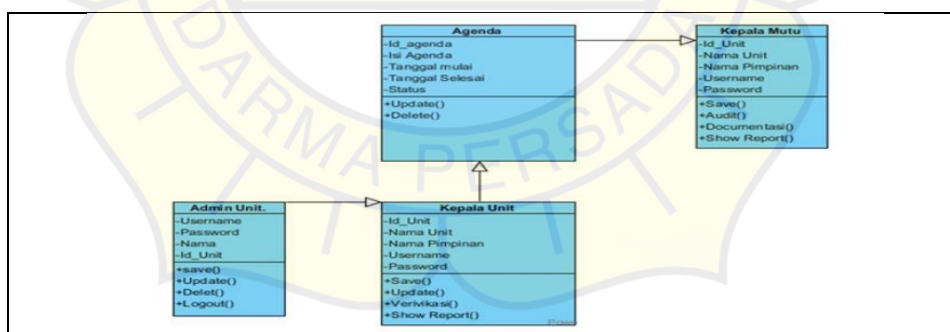 Agenda
-Id_agenda
-Isi Agenda
-Tanggal mulai
-Tanggal Selesai
-Status
+Update()
+Delete()
Kepala Mutu
-Id_Unit
-Nama Unit
-Nama Pimpinan
-Username
-Password
+Save()
+Audit()
+Documentasi()
+Show Report()
Admin Unit.
-Username
-Password
-Nama
-Id_Unit
+save()
+Update()
+Delet()
+Logout()
Kepala Unit
-Id_Unit
-Nama Unit
-Nama Pimpinan
-Username
-Password
+Save()
+Update()
+Verivikasi()
+Show Report()
DARMA PERSADA